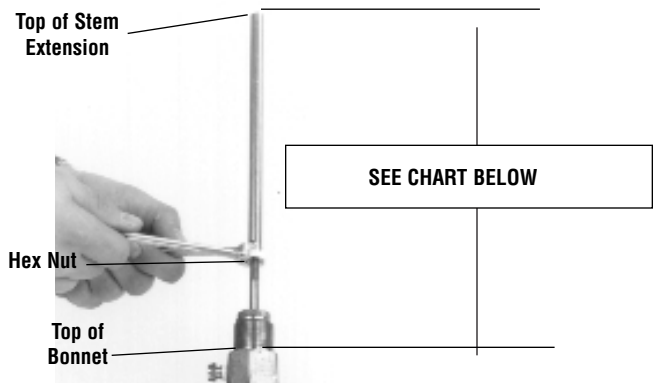 Top of Stem
Extension
SEE CHART BELOW
Hex Nut
Top of
Bonnet